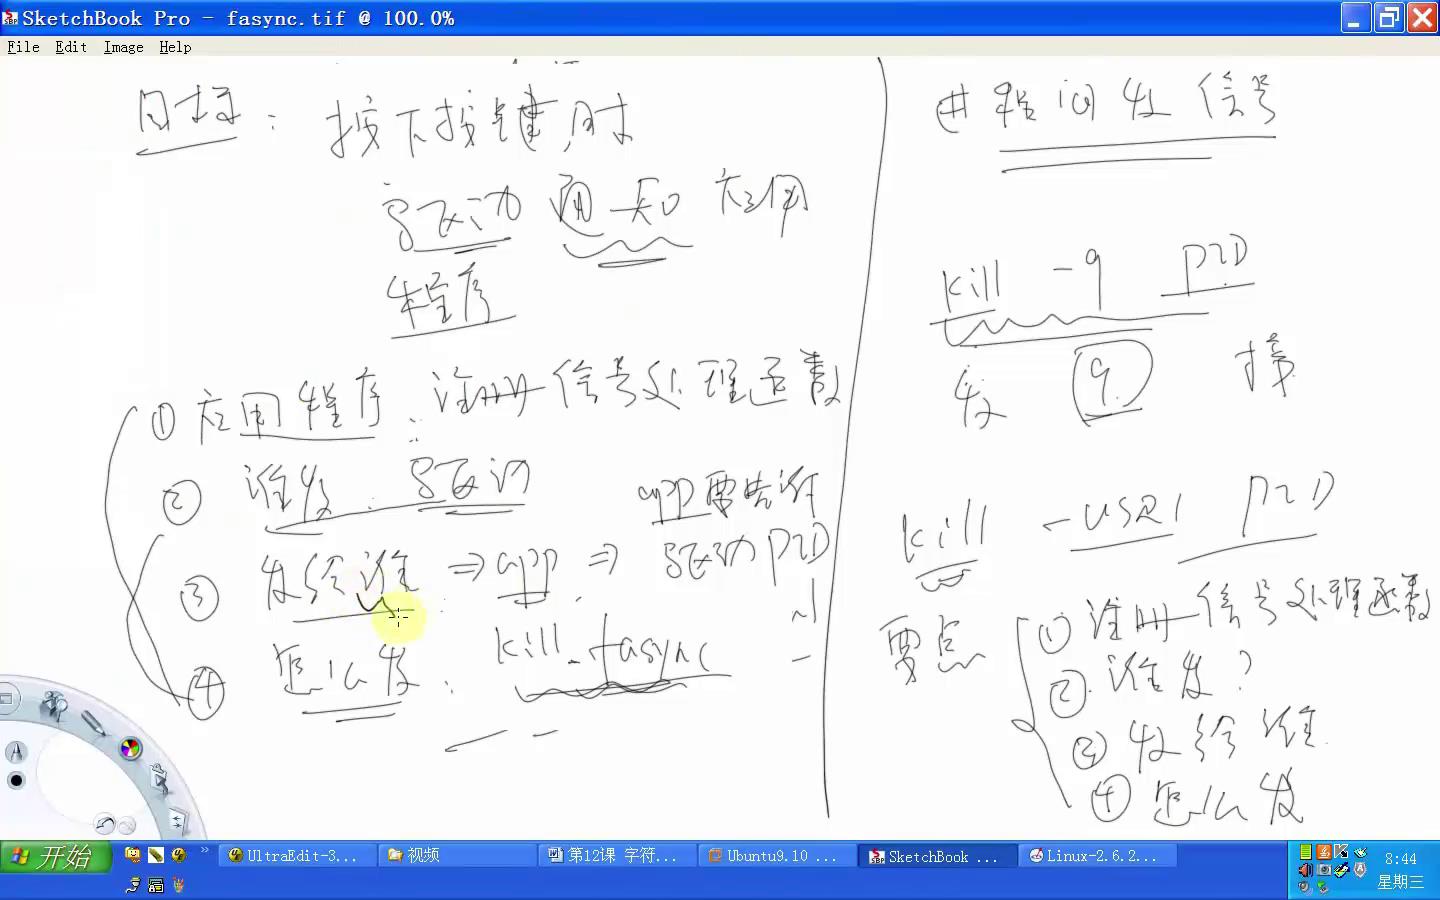 SketchBook Pro - fasync.tif @ 100.0%
File Edit Image Help
目标: 按下按键时
驱动 通知 应用
程序
① 应用程序: 注册信号处理函数
② 谁发: 驱动
③ 发给谁 ⇒ app ⇒ app要告诉
驱动 PID
④ 怎么发: kill_fasync
进程间发信号
kill -9 PID
发 9 接
kill -USR1 PID
要点 ① 注册信号处理函数
② 谁发?
③ 发给谁
④ 怎么发
开始 UltraEdit-3... 视频 第12课 字符... Ubuntu9.10 ... SketchBook ... Linux-2.6.2... 8:44
星期三